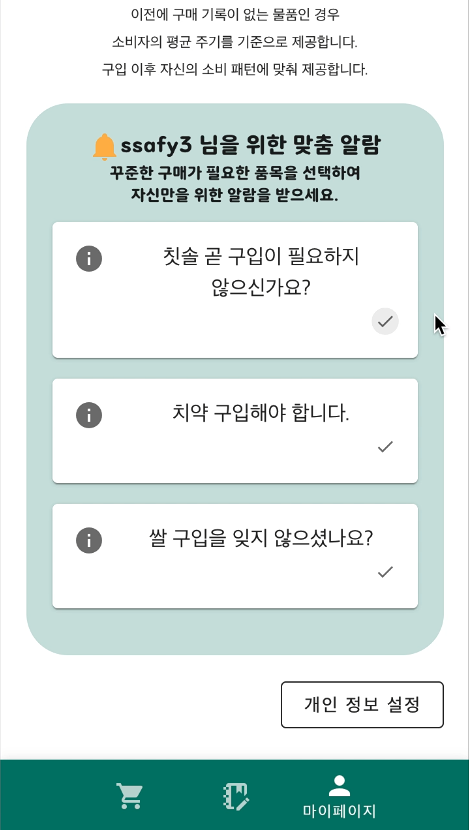 이전에 구매 기록이 없는 물품인 경우
소비자의 평균 주기를 기준으로 제공합니다.
구입 이후 자신의 소비 패턴에 맞춰 제공합니다.
ssafy3 님을 위한 맞춤 알람
꾸준한 구매가 필요한 품목을 선택하여
자신만을 위한 알람을 받으세요.
칫솔 곧 구입이 필요하지
않으신가요?
치약 구입해야 합니다.
쌀 구입을 잊지 않으셨나요?
개인 정보 설정
마이페이지